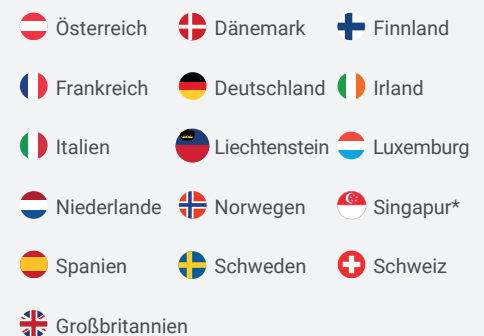 Österreich Dänemark Finnland
Frankreich Deutschland Irland
Italien Liechtenstein Luxemburg
Niederlande Norwegen Singapur*
Spanien Schweden Schweiz
Großbritannien